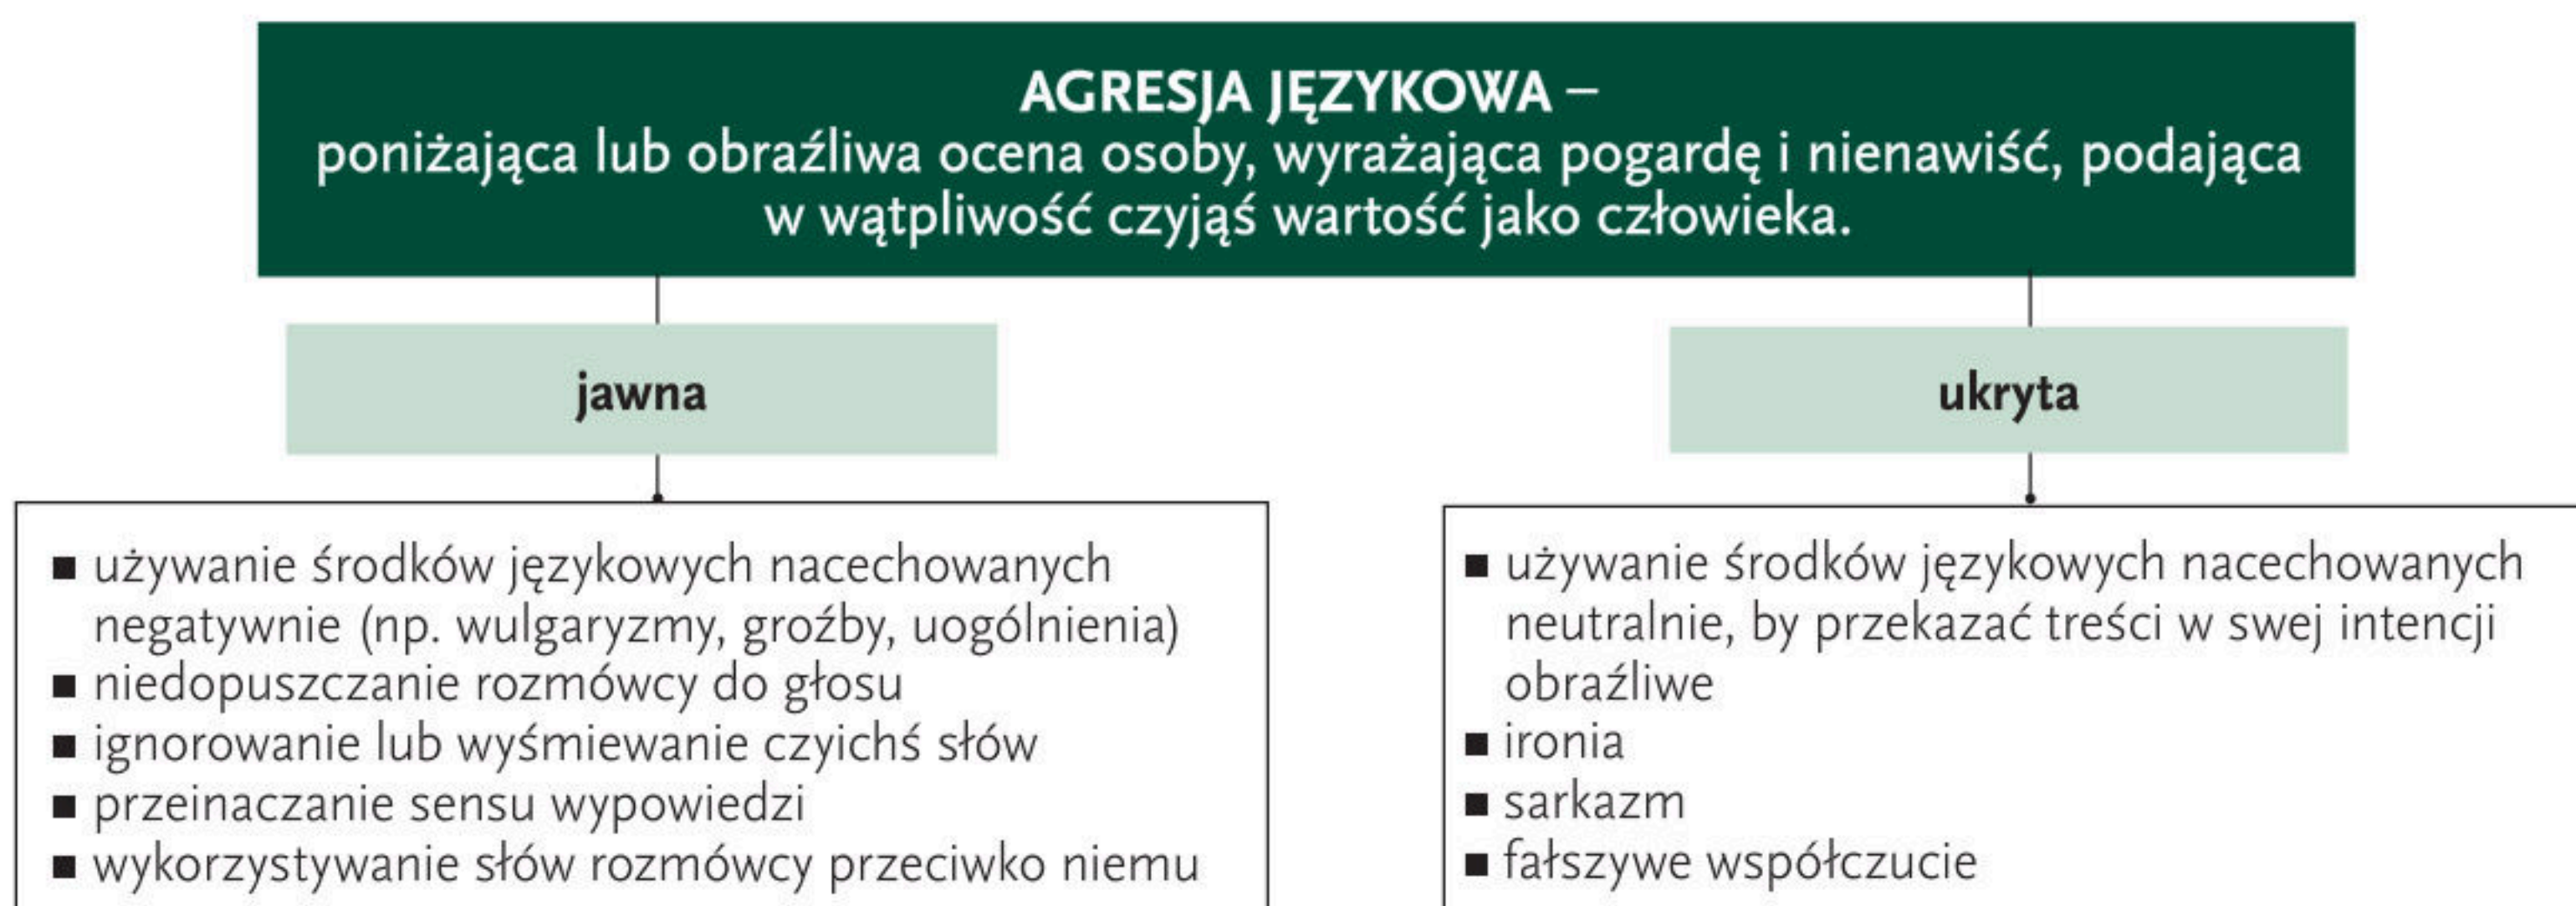 AGRESJA JĘZYKOWA –
poniżająca lub obraźliwa ocena osoby, wyrażająca pogardę i nienawiść, podająca
w wątpliwość czyjąś wartość jako człowieka.
jawna
■ używanie środków językowych nacechowanych
negatywnie (np. wulgaryzmy, groźby, uogólnienia)
■ niedopuszczanie rozmówcy do głosu
■ ignorowanie lub wyśmiewanie czyichś słów
■ przeinaczanie sensu wypowiedzi
■ wykorzystywanie słów rozmówcy przeciwko niemu
ukryta
■ używanie środków językowych nacechowanych
neutralnie, by przekazać treści w swej intencji
obraźliwe
■ ironia
■ sarkazm
■ fałszywe współczucie